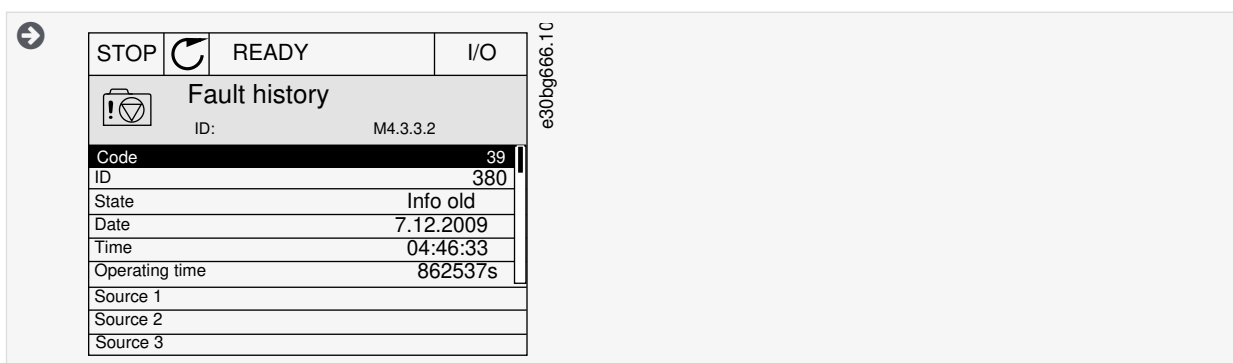 STOP READY I/O
Fault history
ID: M4.3.3.2
Code 39
ID 380
State Info old
Date 7.12.2009
Time 04:46:33
Operating time 862537s
Source 1
Source 2
Source 3
e30bg666.10